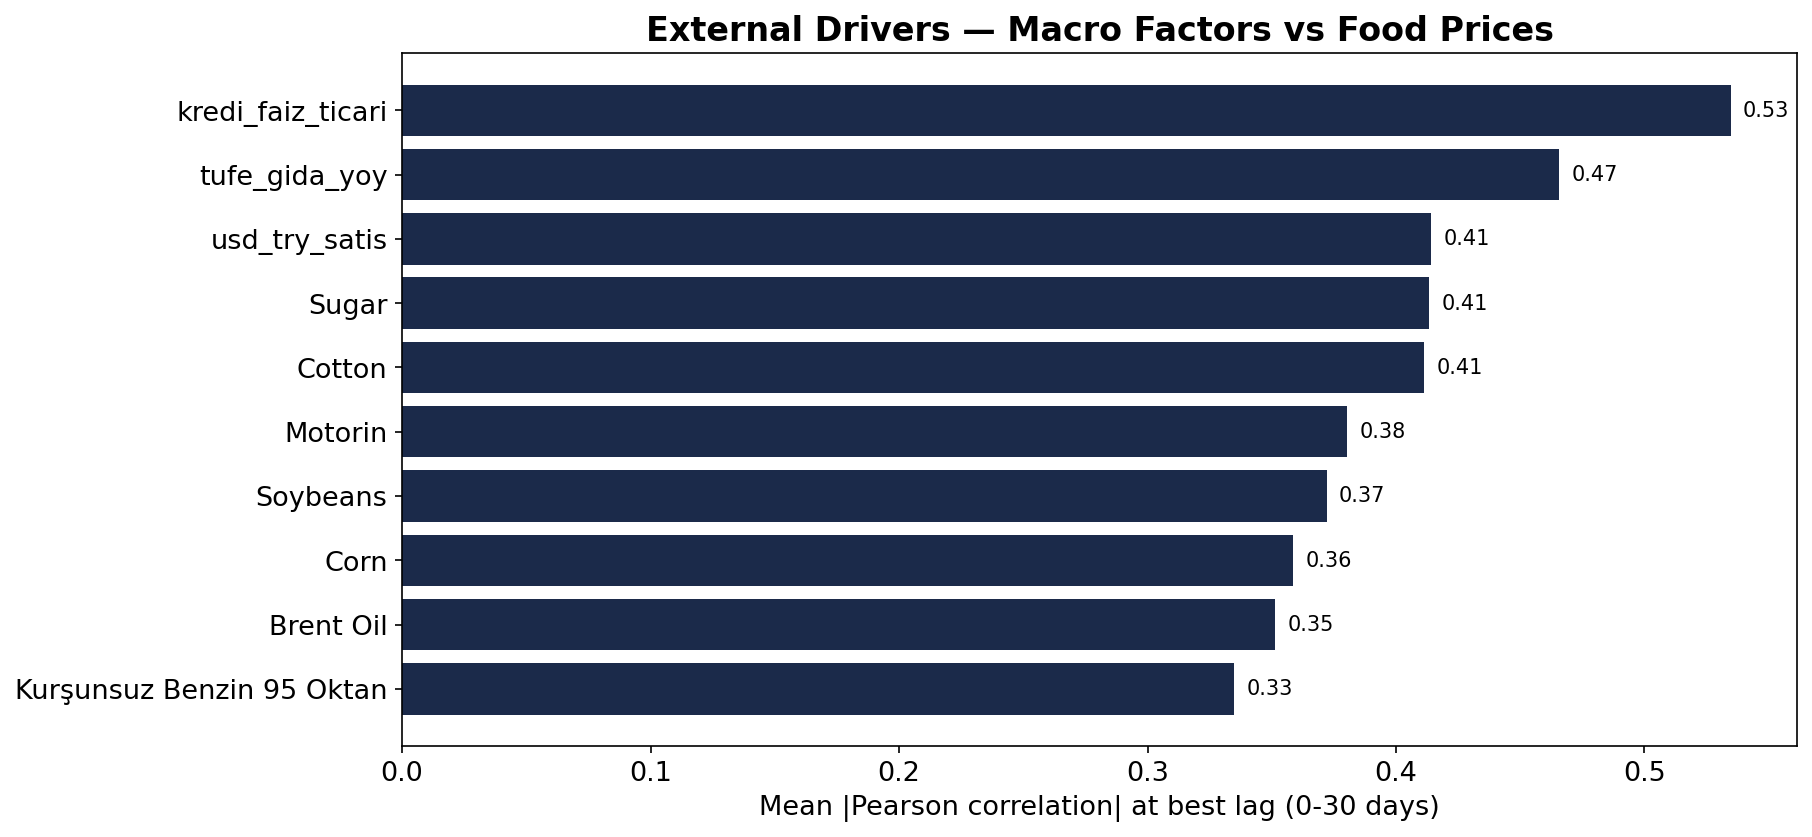 External Drivers — Macro Factors vs Food Prices
kredi_faiz_ticari 0.53
tufe_gida_yoy 0.47
usd_try_satis 0.41
Sugar 0.41
Cotton 0.41
Motorin 0.38
Soybeans 0.37
Corn 0.36
Brent Oil 0.35
Kurşunsuz Benzin 95 Oktan 0.33
0.0 0.1 0.2 0.3 0.4 0.5
Mean |Pearson correlation| at best lag (0-30 days)